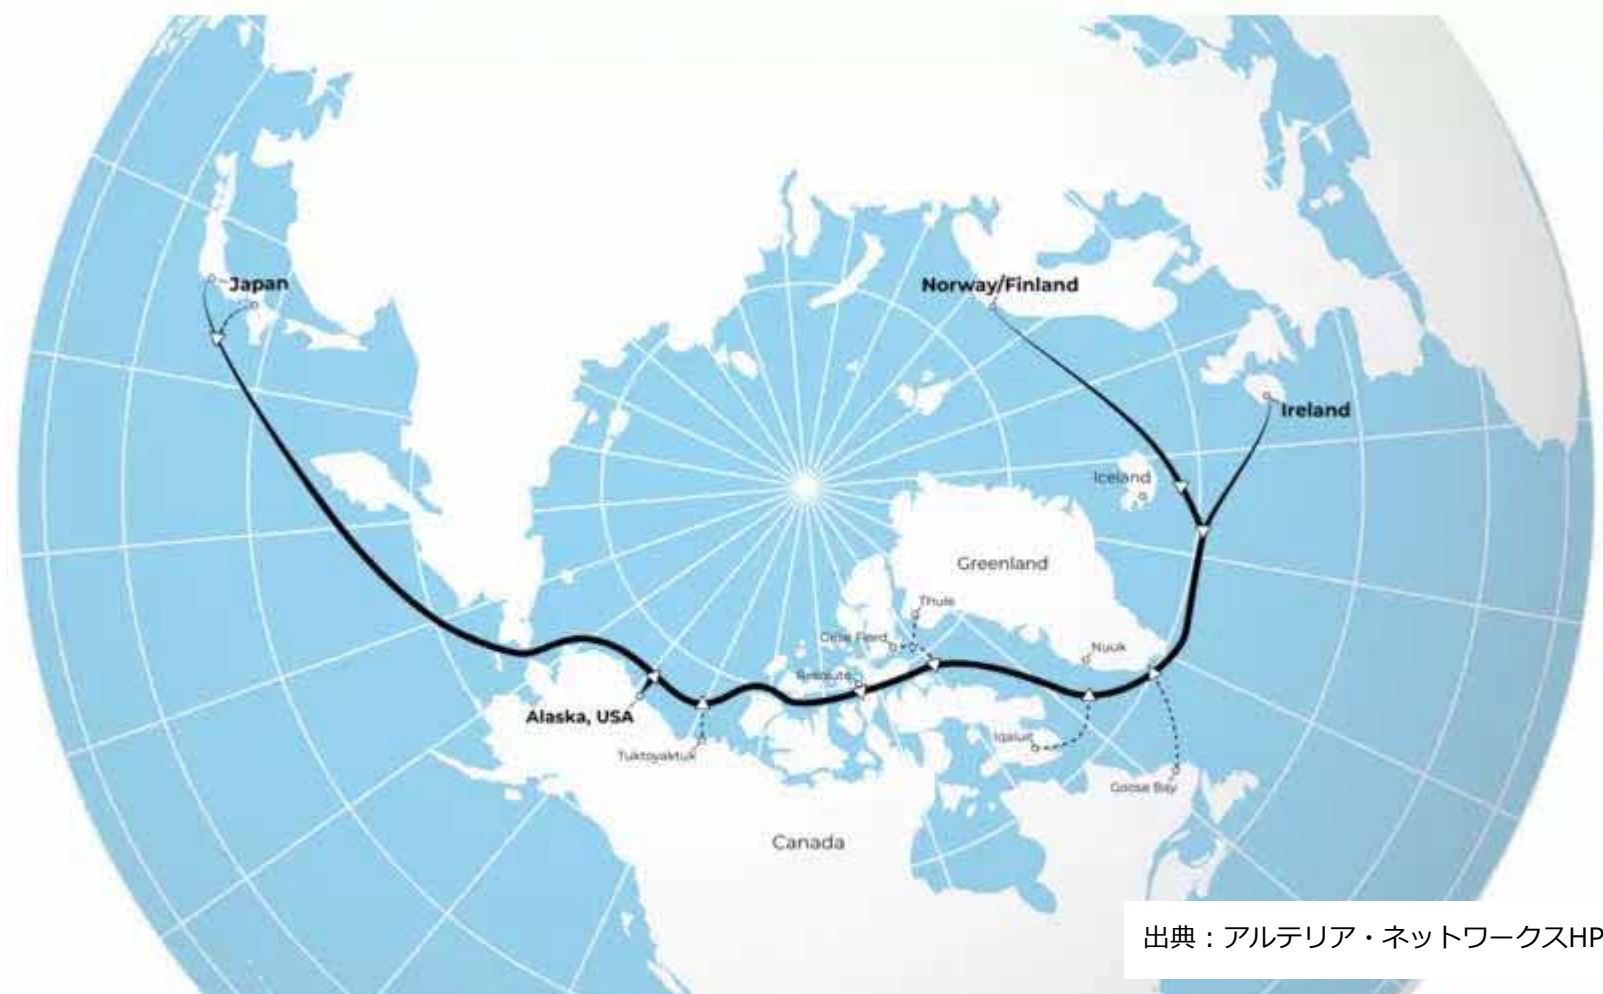 Japan
Norway/Finland
Ireland
Iceland
Greenland
Thule
Nuuk
Resolute
Alaska, USA
Iqaluit
Tuktoyaktuk
Goose Bay
Canada
出典：アルテリア・ネットワークスHP